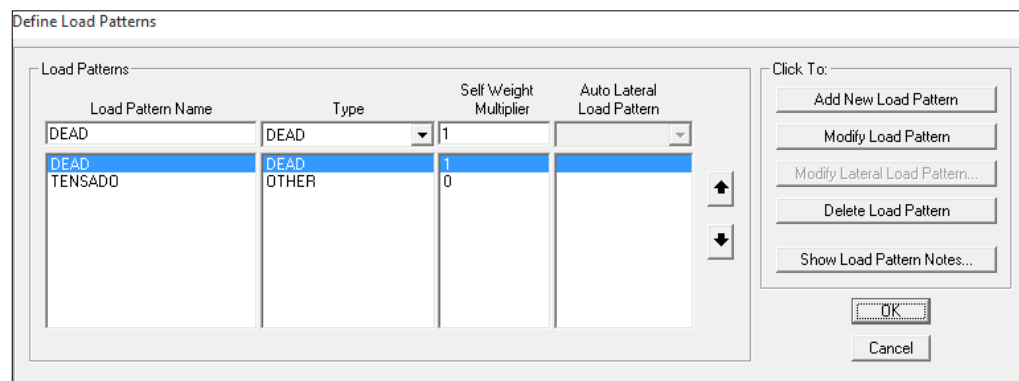 Define Load Patterns
Load Patterns
Load Pattern Name Type Self Weight Multiplier Auto Lateral Load Pattern
DEAD DEAD 1
DEAD DEAD 1
TENSADO OTHER 0
Click To:
Add New Load Pattern
Modify Load Pattern
Modify Lateral Load Pattern...
Delete Load Pattern
Show Load Pattern Notes...
OK
Cancel